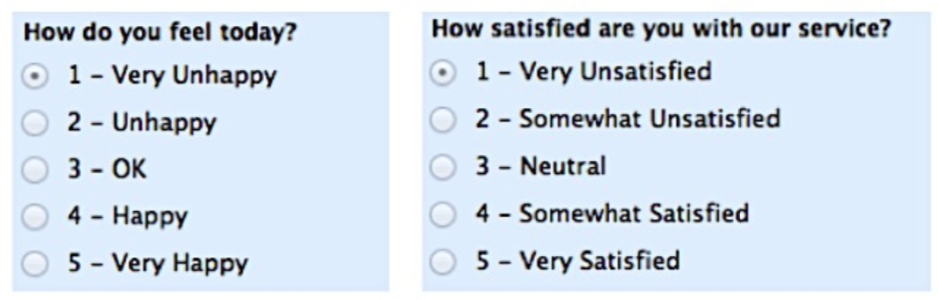 How do you feel today?
1 – Very Unhappy
2 – Unhappy
3 – OK
4 – Happy
5 – Very Happy
How satisfied are you with our service?
1 – Very Unsatisfied
2 – Somewhat Unsatisfied
3 – Neutral
4 – Somewhat Satisfied
5 – Very Satisfied